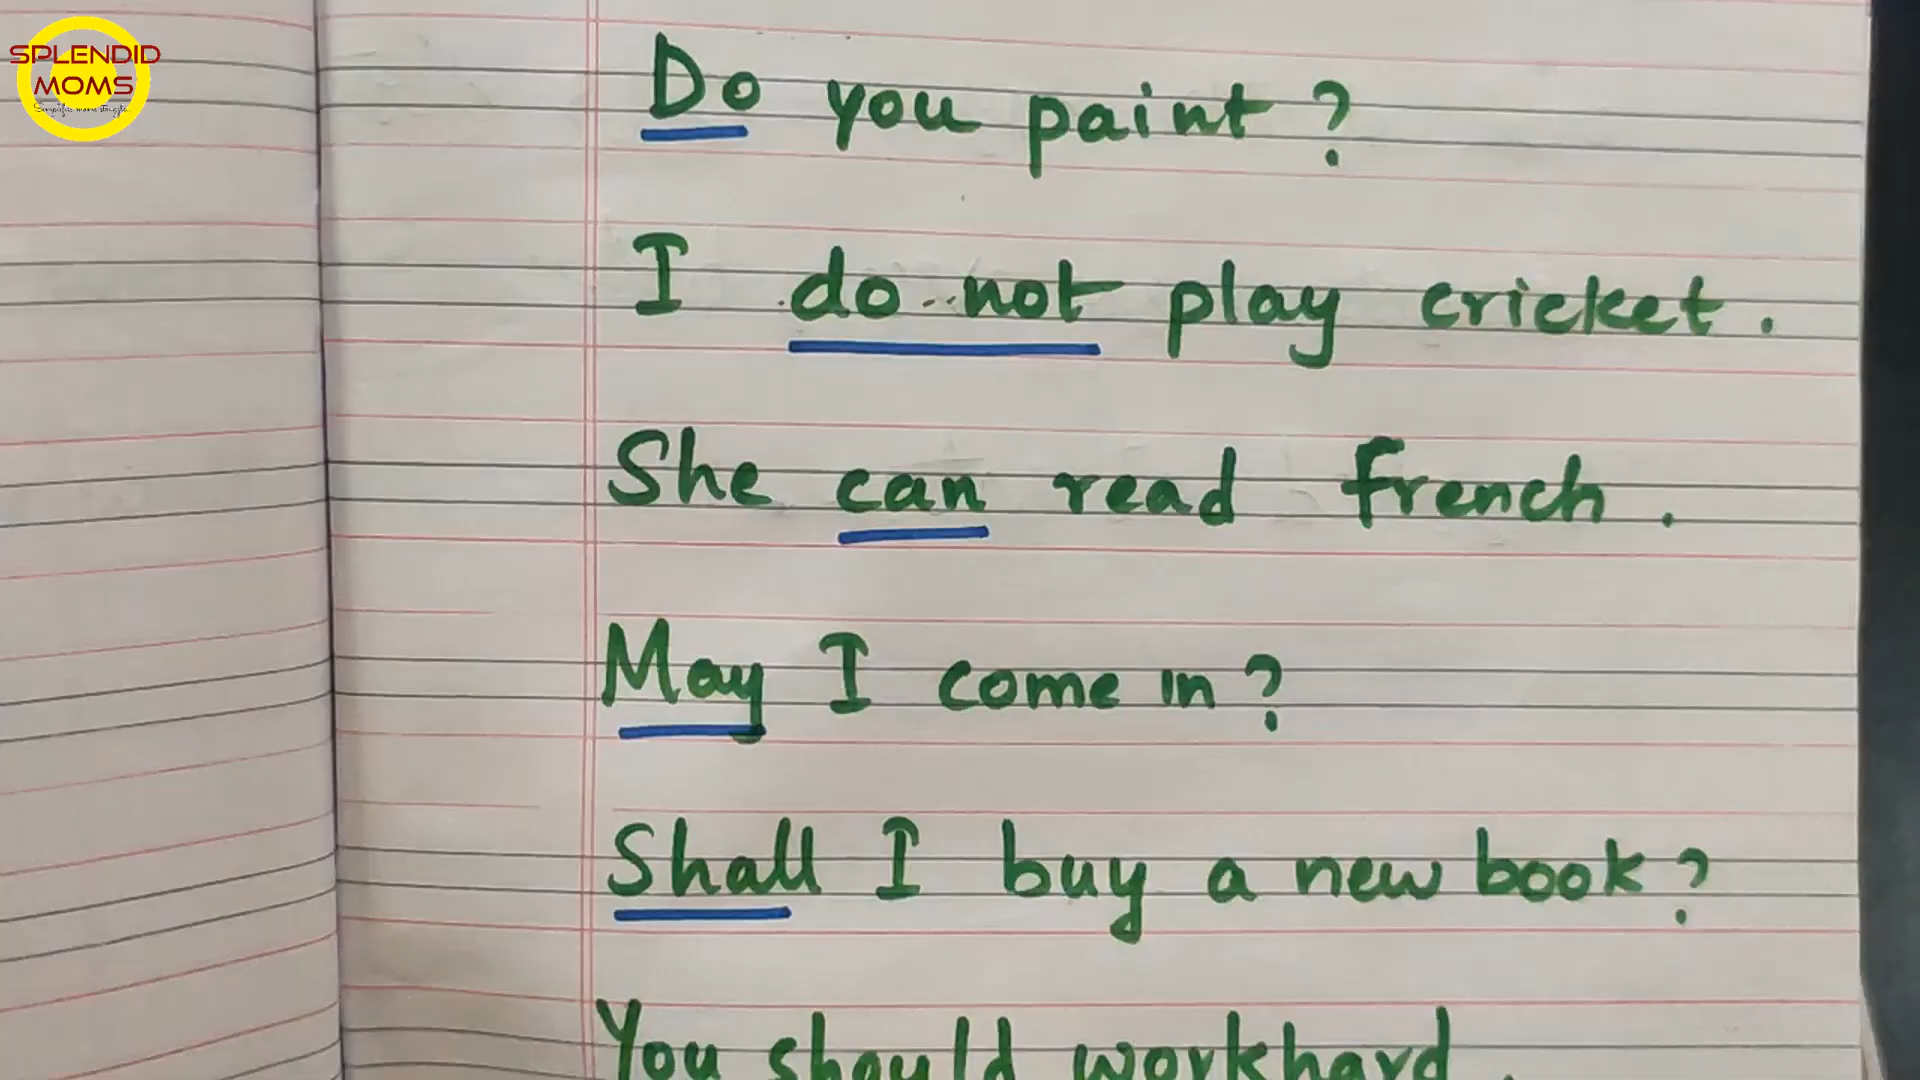 SPLENDID
MOMS
Do you paint?
I do not play cricket.
She can read french.
May I come in?
Shall I buy a new book?
You should workhard.